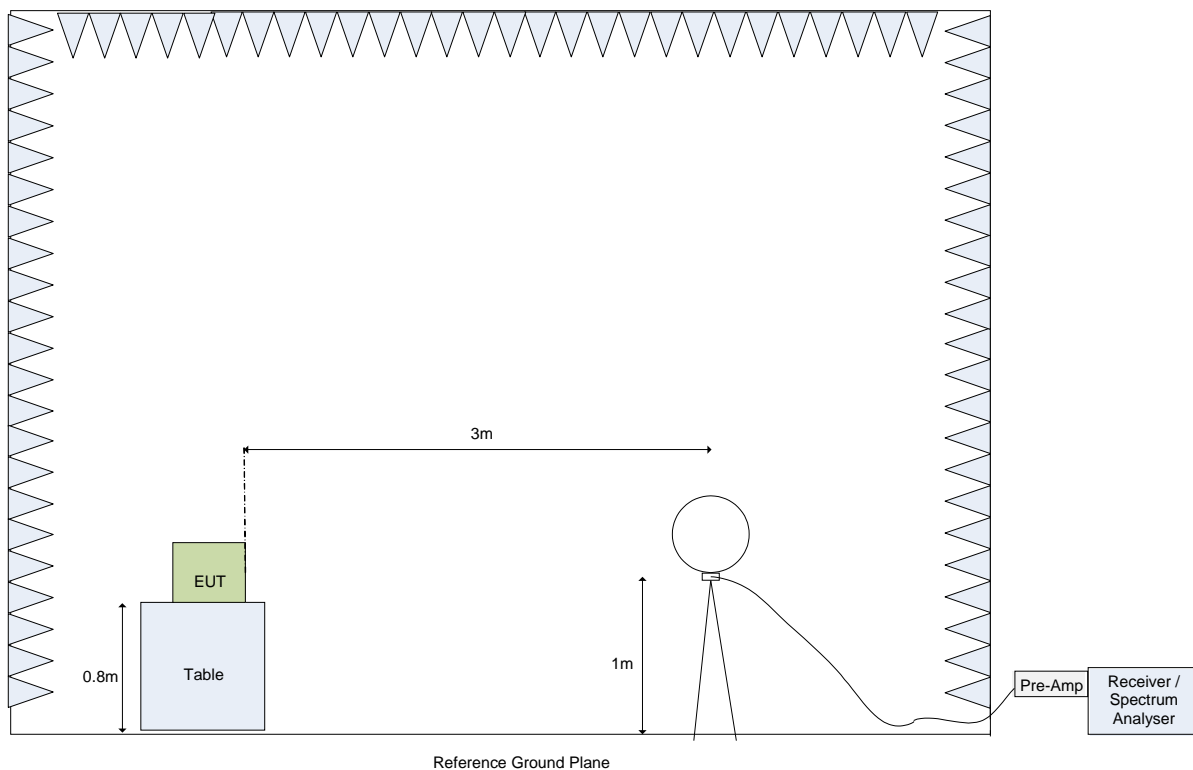 3m
EUT
Table
0.8m
1m
Pre-Amp
Receiver /
Spectrum
Analyser
Reference Ground Plane